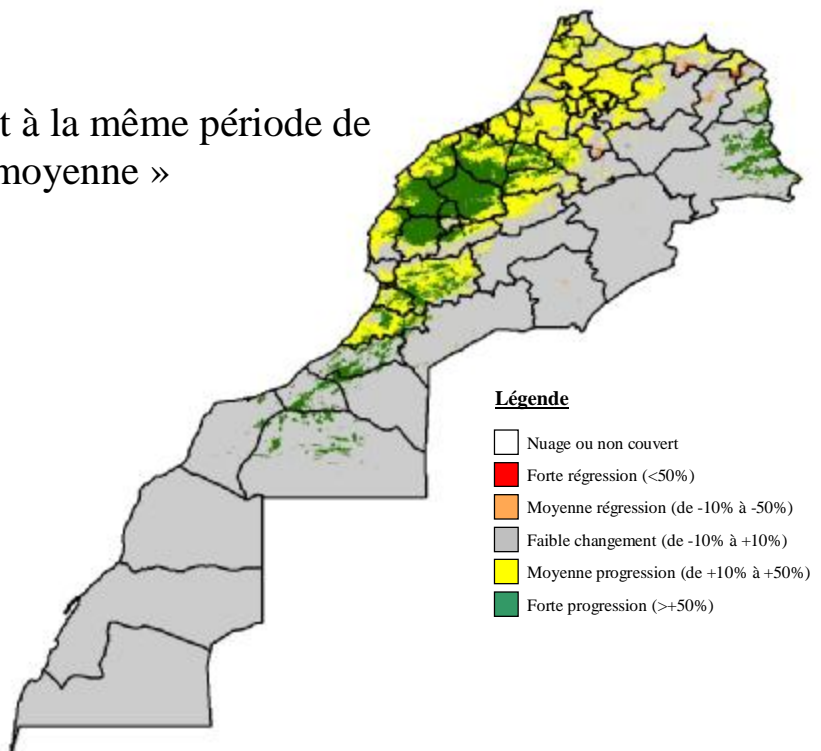 t à la même période de
moyenne »
Légende
Nuage ou non couvert
Forte régression (<50%)
Moyenne régression (de -10% à -50%)
Faible changement (de -10% à +10%)
Moyenne progression (de +10% à +50%)
Forte progression (>+50%)